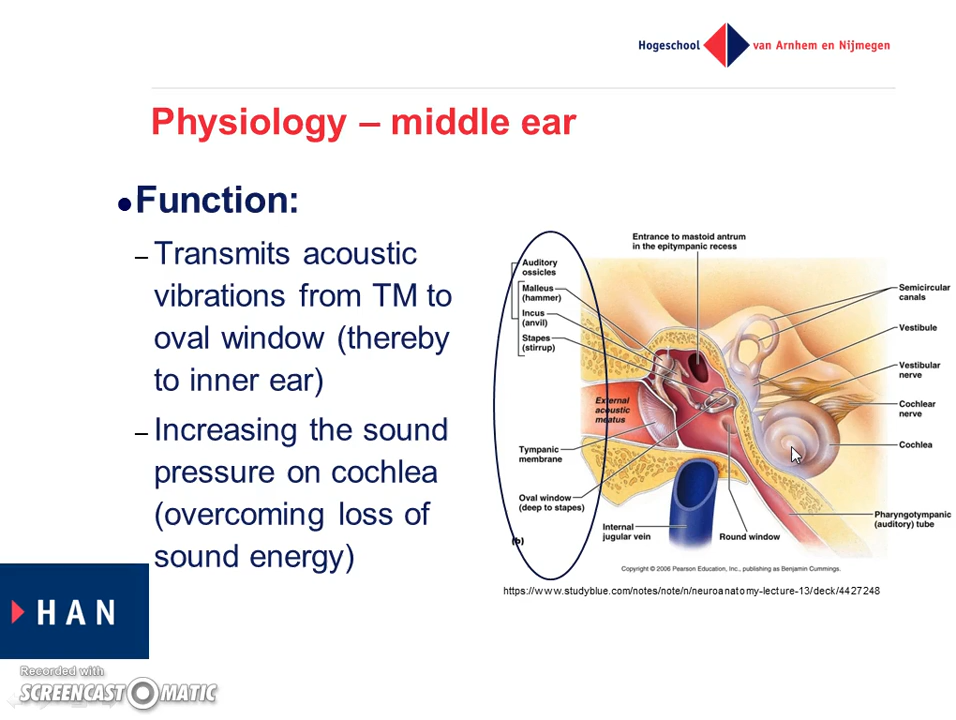 Hogeschool van Arnhem en Nijmegen
Physiology – middle ear
●Function:
– Transmits acoustic
vibrations from TM to
oval window (thereby
to inner ear)
– Increasing the sound
pressure on cochlea
(overcoming loss of
sound energy)
Entrance to mastoid antrum
in the epitympanic recess
Auditory
ossicles
Malleus
(hammer)
Incus
(anvil)
Stapes
(stirrup)
External
acoustic
meatus
Tympanic
membrane
Oval window
(deep to stapes)
(b)
Internal
jugular vein
Round window
Semicircular
canals
Vestibule
Vestibular
nerve
Cochlear
nerve
Cochlea
Pharyngotympanic
(auditory) tube
Copyright © 2006 Pearson Education, Inc., publishing as Benjamin Cummings.
https://www.studyblue.com/notes/note/n/neuroanatomy-lecture-13/deck/4427248
HAN
Recorded with
SCREENCAST MATIC